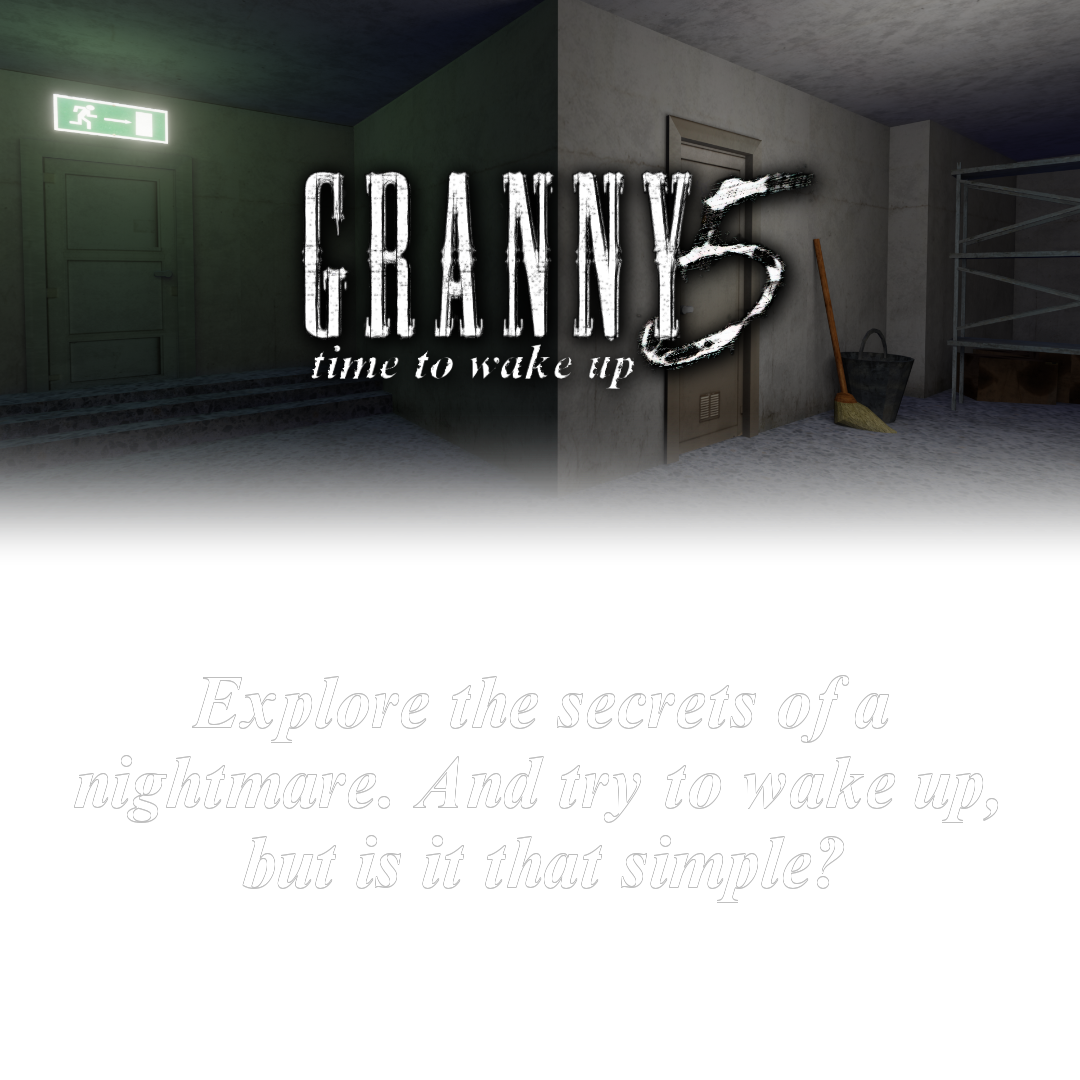 GRANNY 5
time to wake up
Explore the secrets of a
nightmare. And try to wake up,
but is it that simple?